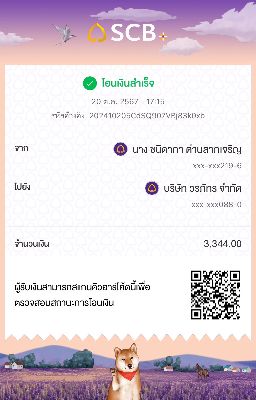 SCB
โอนเงินสำเร็จ
20 ต.ค. 2567 - 17:15
รหัสอ้างอิง:
จาก
นาง ชนิดาภา ด่านลาภเจริญ
xxx-xxx219-6
ไปยัง
บริษัท วรภัทร จำกัด
xxx-xxx088-0
จำนวนเงิน
3,344.00
ผู้รับเงินสามารถสแกนคิวอาร์โค้ดนี้เพื่อ
ตรวจสอบสถานะการโอนเงิน